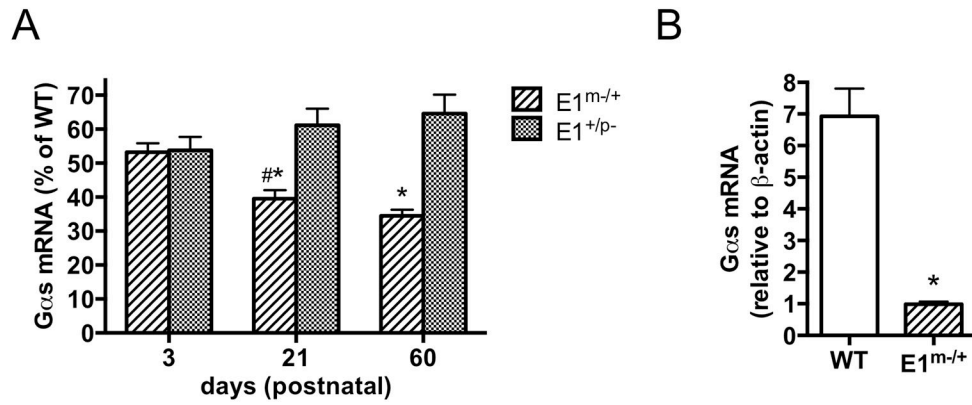 A
Gαs mRNA (% of WT)
70
60
50
40
30
20
10
0
#*
*
3 21 60
days (postnatal)
E1m-/+
E1+/p-
B
Gαs mRNA
(relative to β-actin)
8
7
6
5
4
3
2
1
0
*
WT E1m-/+